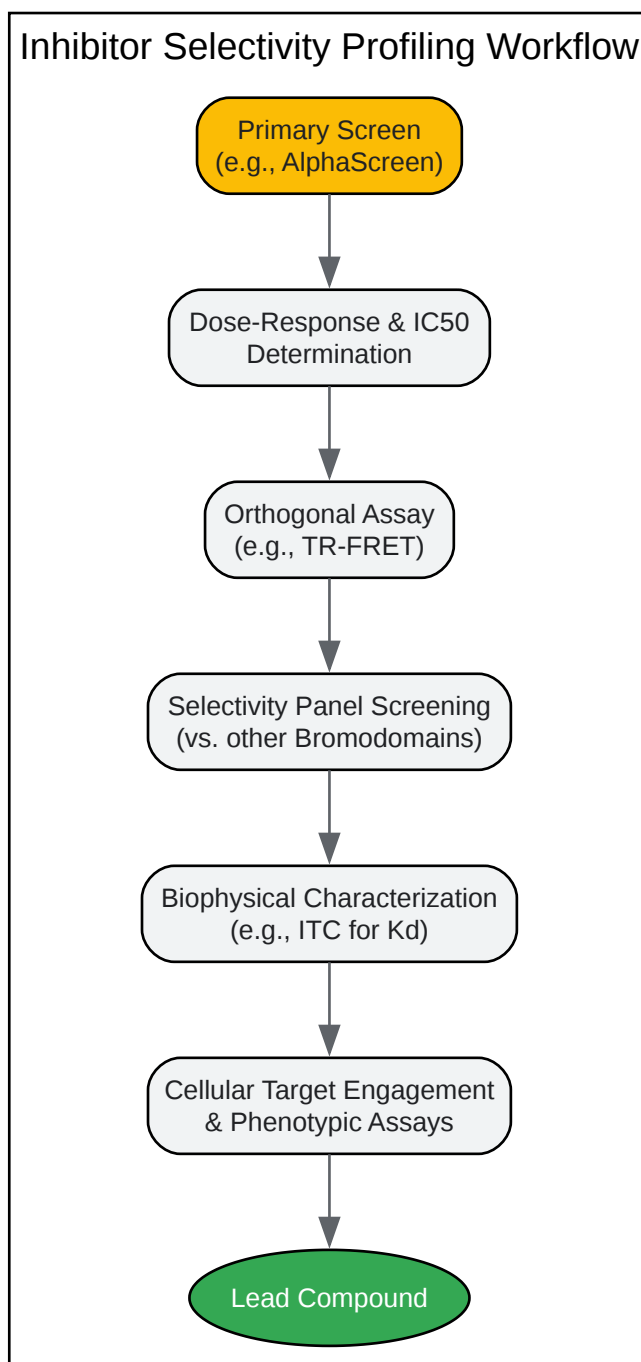 Inhibitor Selectivity Profiling Workflow
Primary Screen
(e.g., AlphaScreen)
Dose-Response & IC50
Determination
Orthogonal Assay
(e.g., TR-FRET)
Selectivity Panel Screening
(vs. other Bromodomains)
Biophysical Characterization
(e.g., ITC for Kd)
Cellular Target Engagement
& Phenotypic Assays
Lead Compound